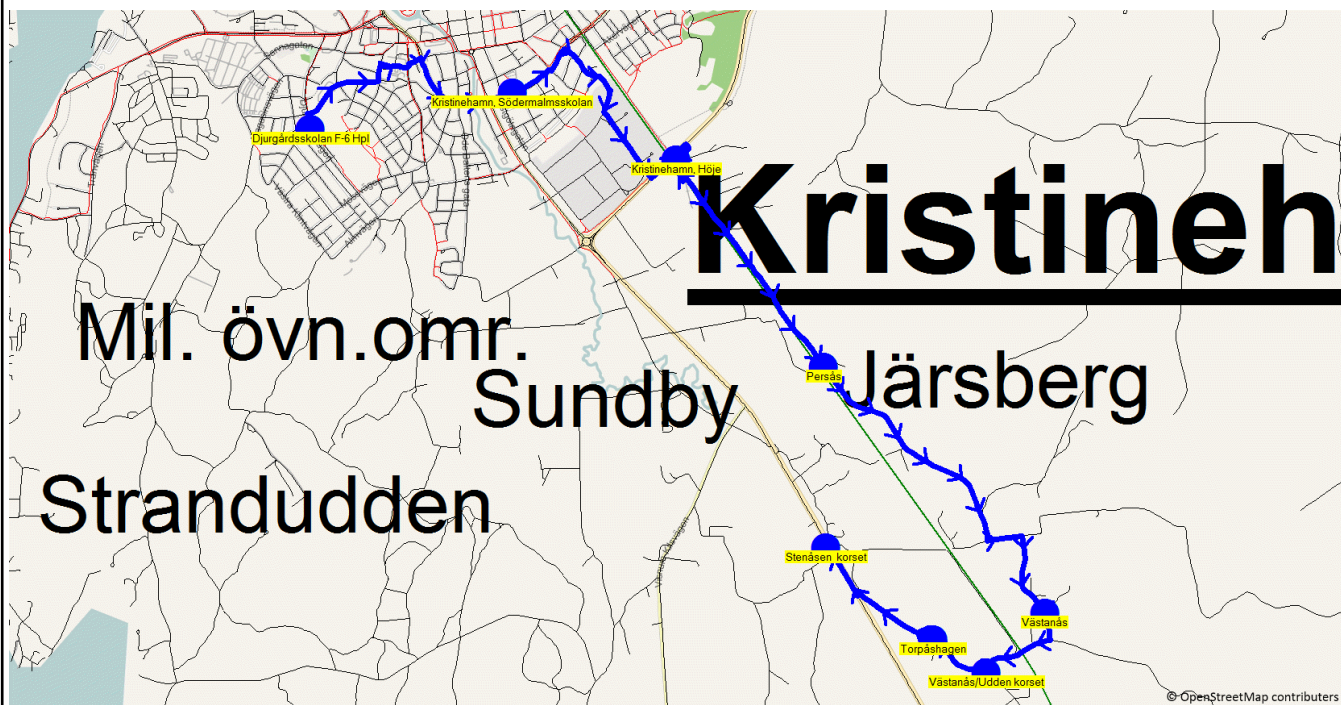 Kristinehamn, Södermalmsskolan
Djurgårdsskolan F-6 Hpl
Kristinehamn, Höje
Kristineh
Mil. övn.omr.
Sundby
Persås
Järsberg
Strandudden
Stenåsen korset
Västanås
Torpåshagen
Västanås/Udden korset
© OpenStreetMap contributers